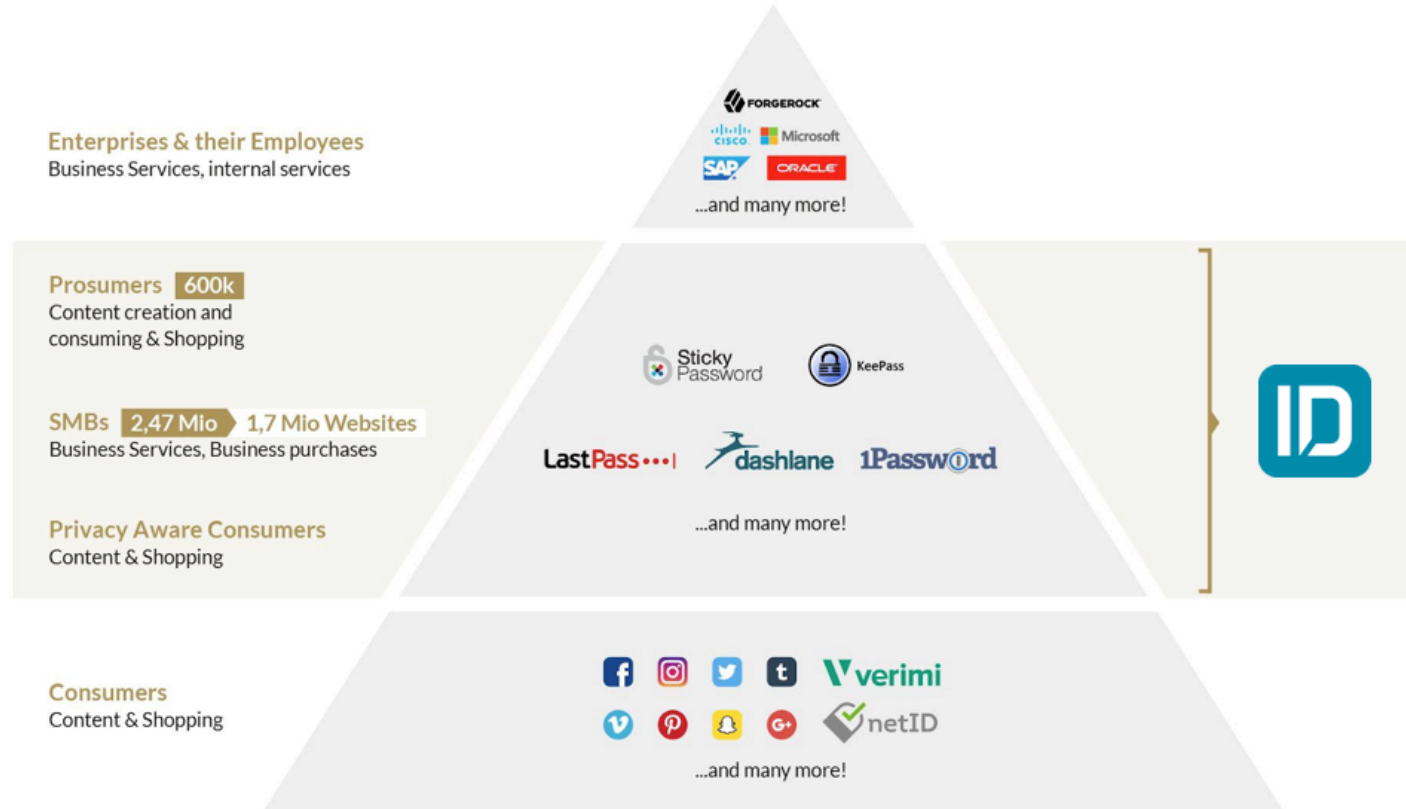 FORGEROCK
Enterprises & their Employees
Business Services, internal services
CISCO Microsoft
SAP ORACLE
...and many more!
Prosumers 600k
Content creation and
consuming & Shopping
Sticky
Password
KeePass
SMBs 2,47 Mio 1,7 Mio Websites
Business Services, Business purchases
LastPass dashlane 1Password
...and many more!
Privacy Aware Consumers
Content & Shopping
ID
Consumers
Content & Shopping
f t verimi
v p G+ netID
...and many more!